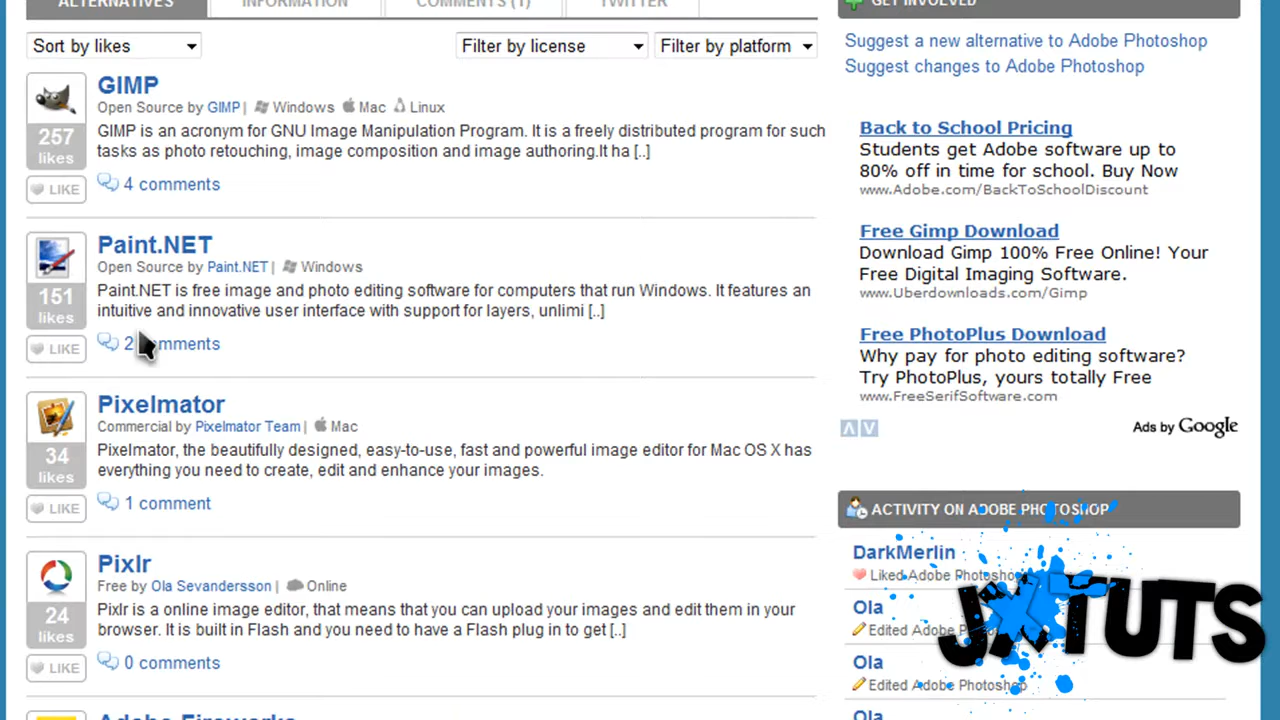 ALTERNATIVES
INFORMATION
COMMENTS (1)
TWITTER
Sort by likes
Filter by license
Filter by platform
GIMP
Open Source by GIMP | Windows Mac Linux
GIMP is an acronym for GNU Image Manipulation Program. It is a freely distributed program for such
tasks as photo retouching, image composition and image authoring.It ha [..]
257
likes
LIKE
4 comments
Paint.NET
Open Source by Paint.NET | Windows
Paint.NET is free image and photo editing software for computers that run Windows. It features an
intuitive and innovative user interface with support for layers, unlimi [..]
151
likes
LIKE
2 comments
Pixelmator
Commercial by Pixelmator Team | Mac
Pixelmator, the beautifully designed, easy-to-use, fast and powerful image editor for Mac OS X has
everything you need to create, edit and enhance your images.
34
likes
LIKE
1 comment
Pixlr
Free by Ola Sevandersson | Online
Pixlr is a online image editor, that means that you can upload your images and edit them in your
browser. It is built in Flash and you need to have a Flash plug in to get [..]
24
likes
LIKE
0 comments
Adobe Fireworks
GET INVOLVED
Suggest a new alternative to Adobe Photoshop
Suggest changes to Adobe Photoshop
Back to School Pricing
Students get Adobe software up to
80% off in time for school. Buy Now
www.Adobe.com/BackToSchoolDiscount
Free Gimp Download
Download Gimp 100% Free Online! Your
Free Digital Imaging Software.
www.Uberdownloads.com/Gimp
Free PhotoPlus Download
Why pay for photo editing software?
Try PhotoPlus, yours totally Free
www.FreeSerifSoftware.com
Ads by Google
ACTIVITY ON ADOBE PHOTOSHOP
DarkMerlin
Liked Adobe Photoshop
Ola
Edited Adobe
Ola
Edited Adobe Photoshop
Ola
JXTUTS